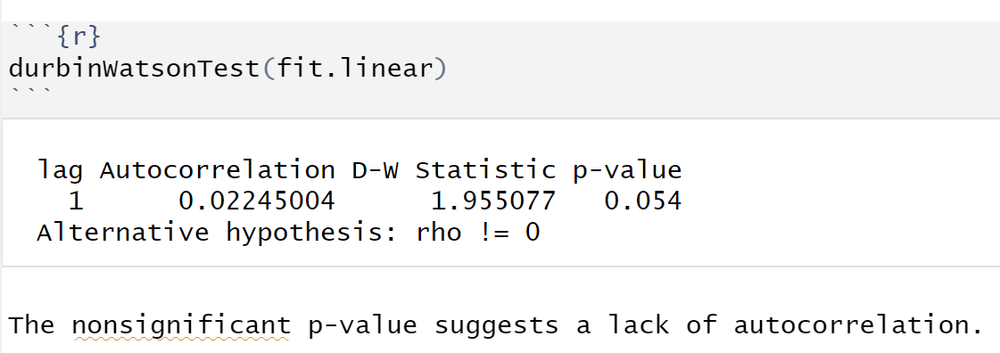 ```{r}
durbinWatsonTest(fit.linear)
```
lag Autocorrelation D-W Statistic p-value
1 0.02245004 1.955077 0.054
Alternative hypothesis: rho != 0
The nonsignificant p-value suggests a lack of autocorrelation.